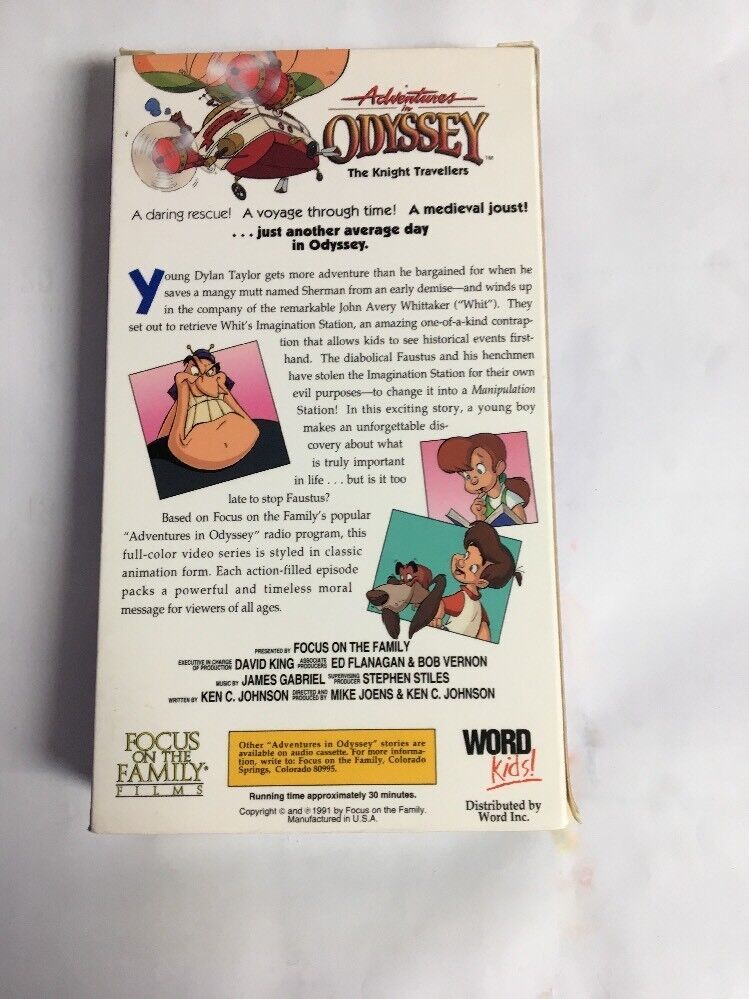 Adventures
in
ODYSSEY™
The Knight Travellers
A daring rescue! A voyage through time! A medieval joust!
. . . just another average day
in Odyssey.
Young Dylan Taylor gets more adventure than he bargained for when he
saves a mangy mutt named Sherman from an early demise—and winds up
in the company of the remarkable John Avery Whittaker ("Whit"). They
set out to retrieve Whit's Imagination Station, an amazing one-of-a-kind contrap-
tion that allows kids to see historical events first-
hand. The diabolical Faustus and his henchmen
have stolen the Imagination Station for their own
evil purposes—to change it into a Manipulation
Station! In this exciting story, a young boy
makes an unforgettable dis-
covery about what
is truly important
in life . . . but is it too
late to stop Faustus?
Based on Focus on the Family's popular
"Adventures in Odyssey" radio program, this
full-color video series is styled in classic
animation form. Each action-filled episode
packs a powerful and timeless moral
message for viewers of all ages.
PRESENTED BY FOCUS ON THE FAMILY
EXECUTIVE IN CHARGE OF PRODUCTION DAVID KING ASSOCIATE PRODUCERS ED FLANAGAN & BOB VERNON
MUSIC BY JAMES GABRIEL SUPERVISING PRODUCER STEPHEN STILES
WRITTEN BY KEN C. JOHNSON DIRECTED AND PRODUCED BY MIKE JOENS & KEN C. JOHNSON
FOCUS
ON THE
FAMILY®
FILMS
Other "Adventures in Odyssey" stories are
available on audio cassette. For more informa-
tion, write to: Focus on the Family, Colorado
Springs, Colorado 80995.
Running time approximately 30 minutes.
Copyright © and ℗ 1991 by Focus on the Family.
Manufactured in U.S.A.
WORD
Kids!
Distributed by
Word Inc.